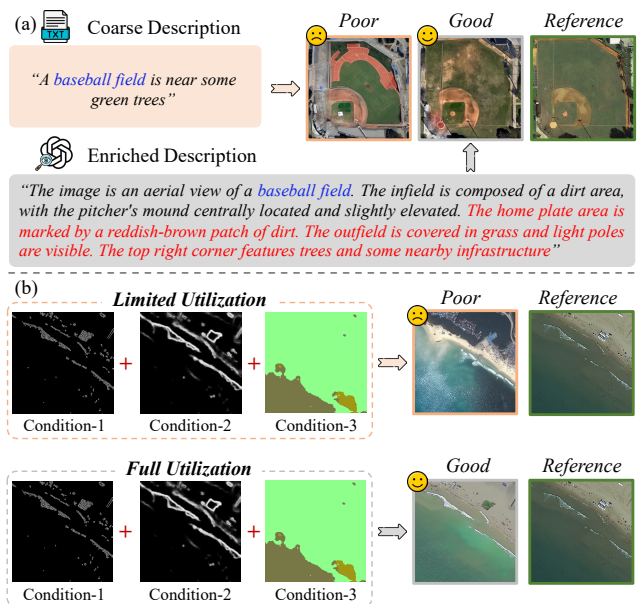 (a)
TXT
Coarse Description
Poor
Good
Reference
“A baseball field is near some
green trees”
Enriched Description
“The image is an aerial view of a baseball field. The infield is composed of a dirt area,
with the pitcher's mound centrally located and slightly elevated. The home plate area is
marked by a reddish-brown patch of dirt. The outfield is covered in grass and light poles
are visible. The top right corner features trees and some nearby infrastructure”
(b)
Limited Utilization
Poor
Reference
+
+
Condition-1
Condition-2
Condition-3
Full Utilization
Good
Reference
+
+
Condition-1
Condition-2
Condition-3